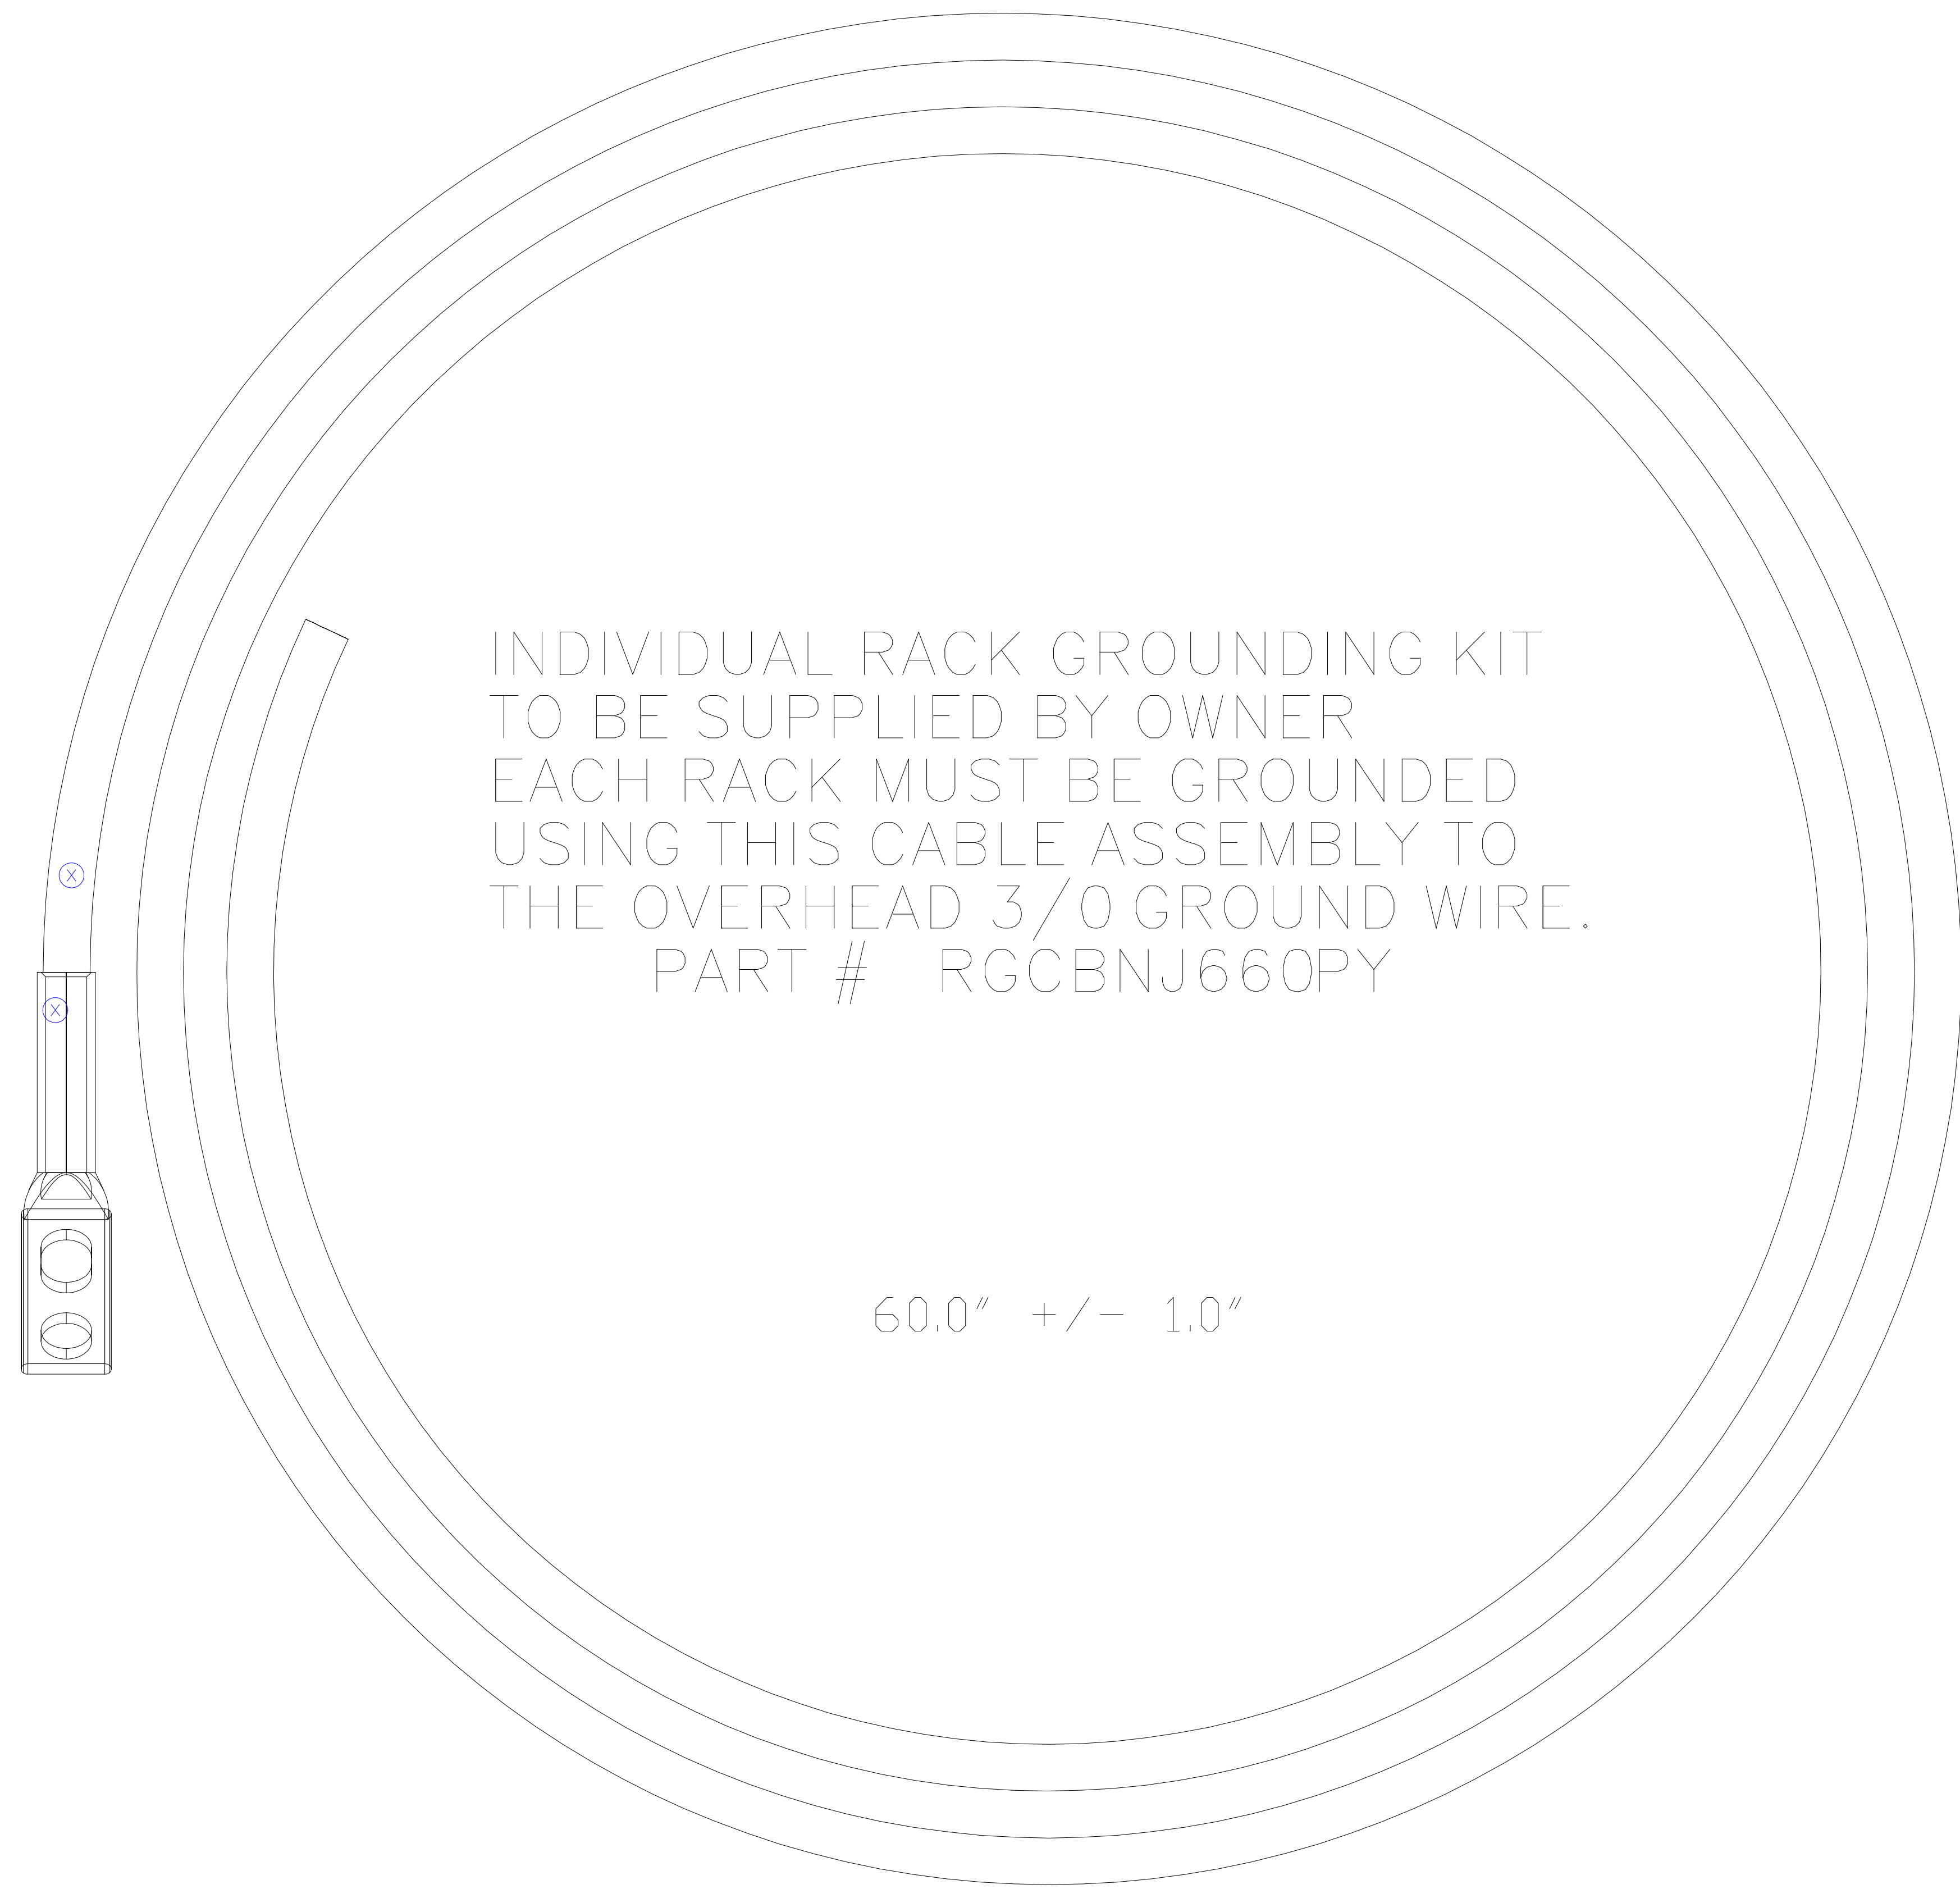 INDIVIDUAL RACK GROUNDING KIT
TO BE SUPPLIED BY OWNER
EACH RACK MUST BE GROUNDED
USING THIS CABLE ASSEMBLY TO
THE OVERHEAD 3/0 GROUND WIRE.
PART # RGCBNJ660PY
X
X
60.0" +/- 1.0"